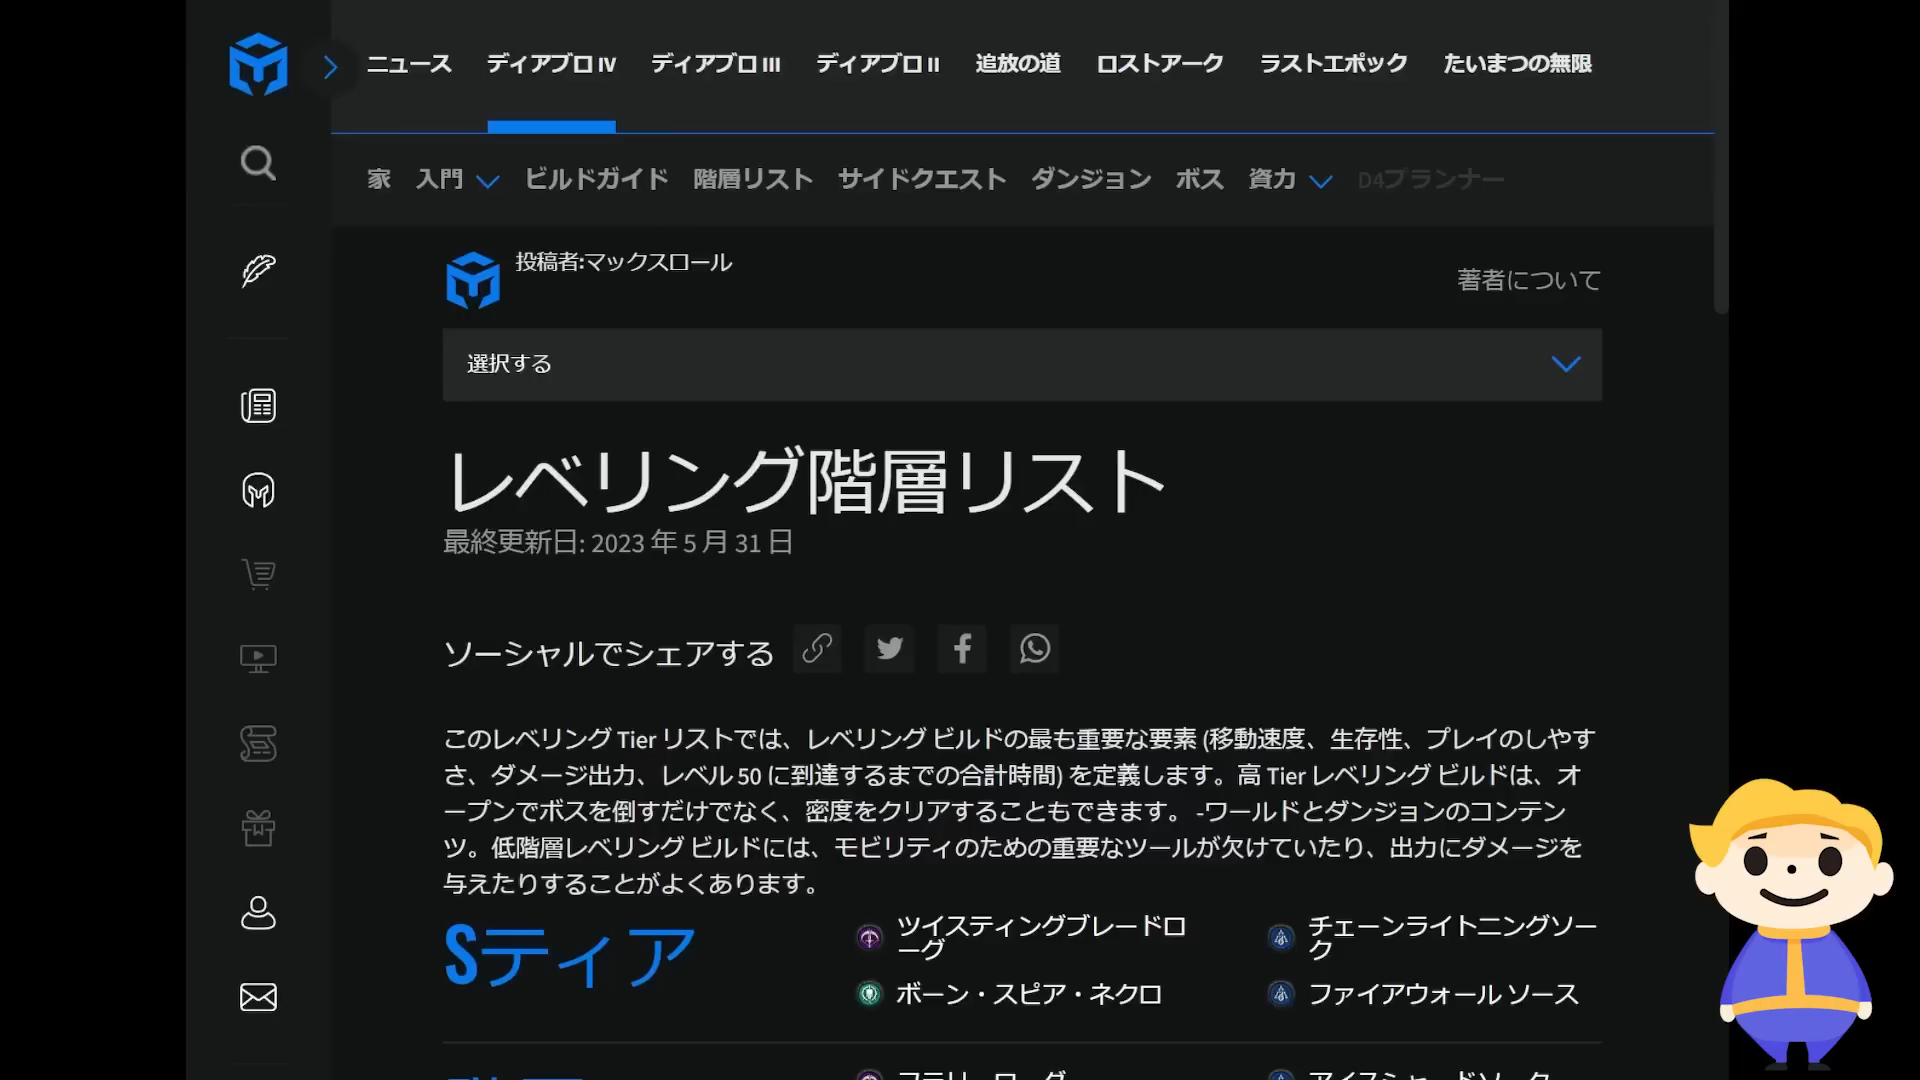 ニュース ディアブロ IV ディアブロ III ディアブロ II 追放の道 ロストアーク ラストエポック たいまつの無限
家 入門 ビルドガイド 階層リスト サイドクエスト ダンジョン ボス 資力 D4プランナー
投稿者:マックスロール
著者について
選択する
レベリング階層リスト
最終更新日: 2023 年 5 月 31 日
ソーシャルでシェアする
このレベリング Tier リストでは、レベリング ビルドの最も重要な要素 (移動速度、生存性、プレイのしやす
さ、ダメージ出力、レベル 50 に到達するまでの合計時間) を定義します。高 Tier レベリング ビルドは、オ
ープンでボスを倒すだけでなく、密度をクリアすることもできます。 -ワールドとダンジョンのコンテン
ツ。低階層レベリング ビルドには、モビリティのための重要なツールが欠けていたり、出力にダメージを
与えたりすることがよくあります。
Sティア
ツイスティングブレードロ
ーグ
チェーンライトニングソー
ク
ボーン・スピア・ネクロ
ファイアウォール ソース